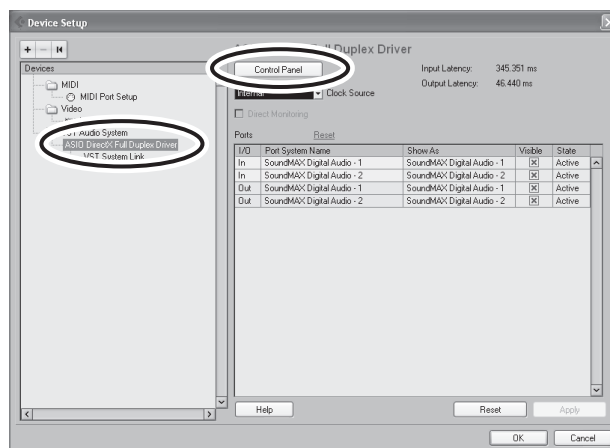 Device Setup
Full Duplex Driver
Devices
MIDI
MIDI Port Setup
Video
VST Audio System
ASIO DirectX Full Duplex Driver
VST System Link
Control Panel
Input Latency: 345.351 ms
Output Latency: 46.440 ms
Internal Clock Source
Direct Monitoring
Ports Reset
I/O Port System Name Show As Visible State
In SoundMAX Digital Audio - 1 SoundMAX Digital Audio - 1 Active
In SoundMAX Digital Audio - 2 SoundMAX Digital Audio - 2 Active
Out SoundMAX Digital Audio - 1 SoundMAX Digital Audio - 1 Active
Out SoundMAX Digital Audio - 2 SoundMAX Digital Audio - 2 Active
Help Reset Apply
OK Cancel